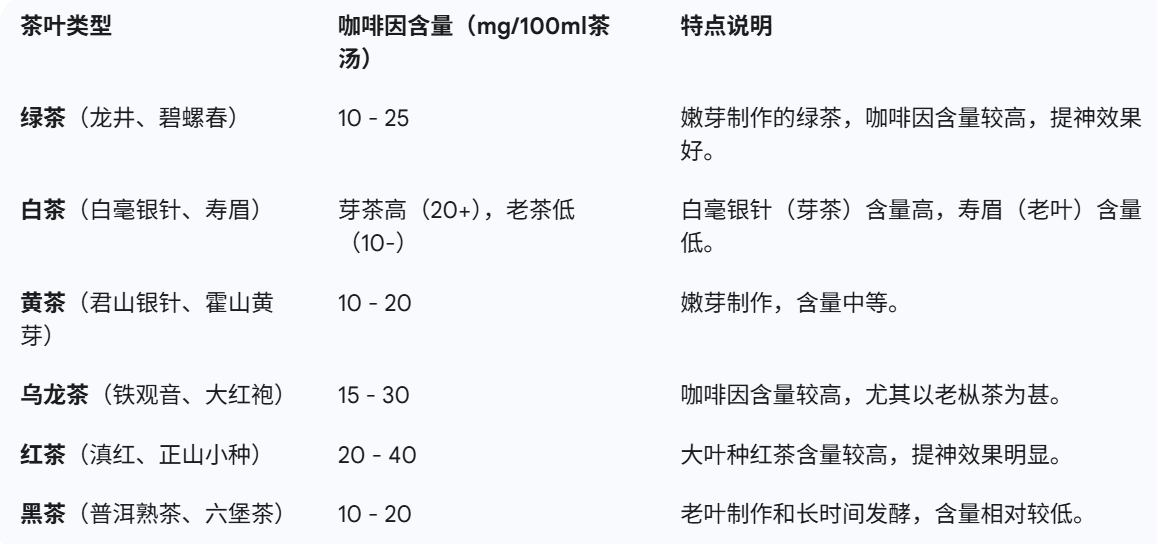 茶叶类型 咖啡因含量（mg/100ml茶
汤） 特点说明
绿茶（龙井、碧螺春） 10 - 25 嫩芽制作的绿茶，咖啡因含量较高，提神效果
好。
白茶（白毫银针、寿眉） 芽茶高（20+），老茶低
（10-） 白毫银针（芽茶）含量高，寿眉（老叶）含量
低。
黄茶（君山银针、霍山黄
芽） 10 - 20 嫩芽制作，含量中等。
乌龙茶（铁观音、大红袍） 15 - 30 咖啡因含量较高，尤其以老枞茶为甚。
红茶（滇红、正山小种） 20 - 40 大叶种红茶含量较高，提神效果明显。
黑茶（普洱熟茶、六堡茶） 10 - 20 老叶制作和长时间发酵，含量相对较低。